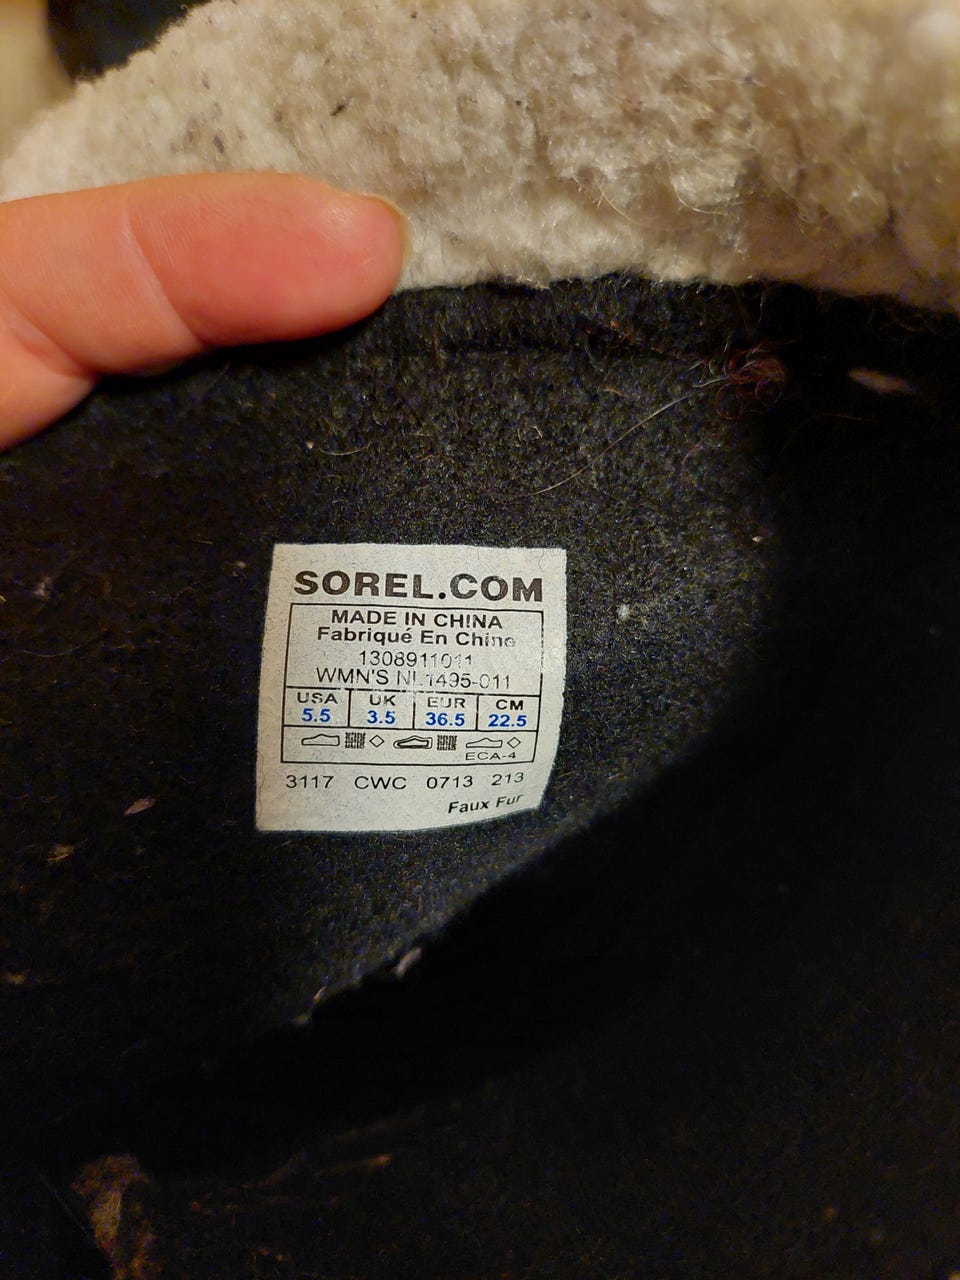 SOREL.COM
MADE IN CHINA
Fabriqué En Chine
1308911011
WMN'S NL1495-011
USA UK EUR CM
5.5 3.5 36.5 22.5
ECA-4
3117 CWC 0713 213
Faux Fur